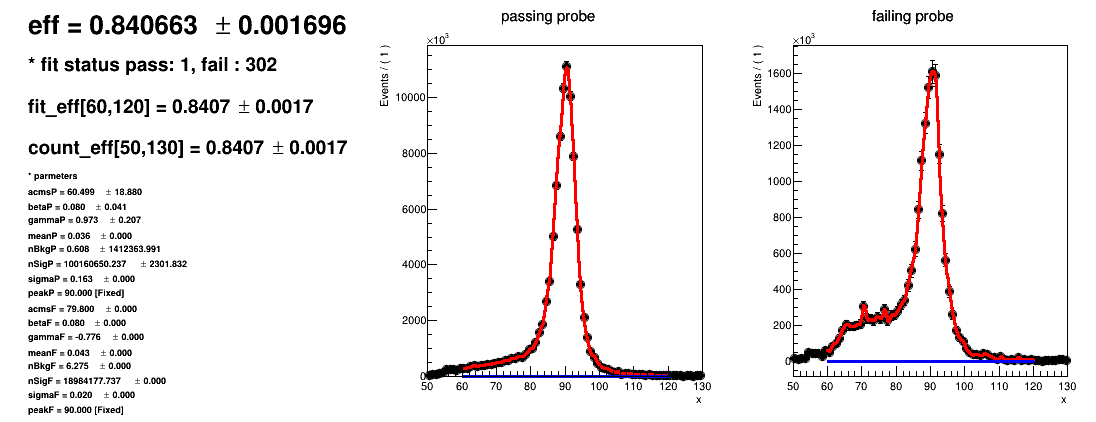 eff = 0.840663 ± 0.001696
* fit status pass: 1, fail : 302
fit_eff[60,120] = 0.8407 ± 0.0017
count_eff[50,130] = 0.8407 ± 0.0017
* parmeters
acmsP = 60.499 ± 18.880
betaP = 0.080 ± 0.041
gammaP = 0.973 ± 0.207
meanP = 0.036 ± 0.000
nBkgP = 0.608 ± 1412363.991
nSigP = 100160650.237 ± 2301.832
sigmaP = 0.163 ± 0.000
peakP = 90.000 [Fixed]
acmsF = 79.800 ± 0.000
betaF = 0.080 ± 0.000
gammaF = -0.776 ± 0.000
meanF = 0.043 ± 0.000
nBkgF = 6.275 ± 0.000
nSigF = 18984177.737 ± 0.000
sigmaF = 0.020 ± 0.000
peakF = 90.000 [Fixed]
passing probe
×10³
Events / ( 1 )
10000
8000
6000
4000
2000
0
50 60 70 80 90 100 110 120 130
x
failing probe
×10³
Events / ( 1 )
1600
1400
1200
1000
800
600
400
200
0
50 60 70 80 90 100 110 120 130
x